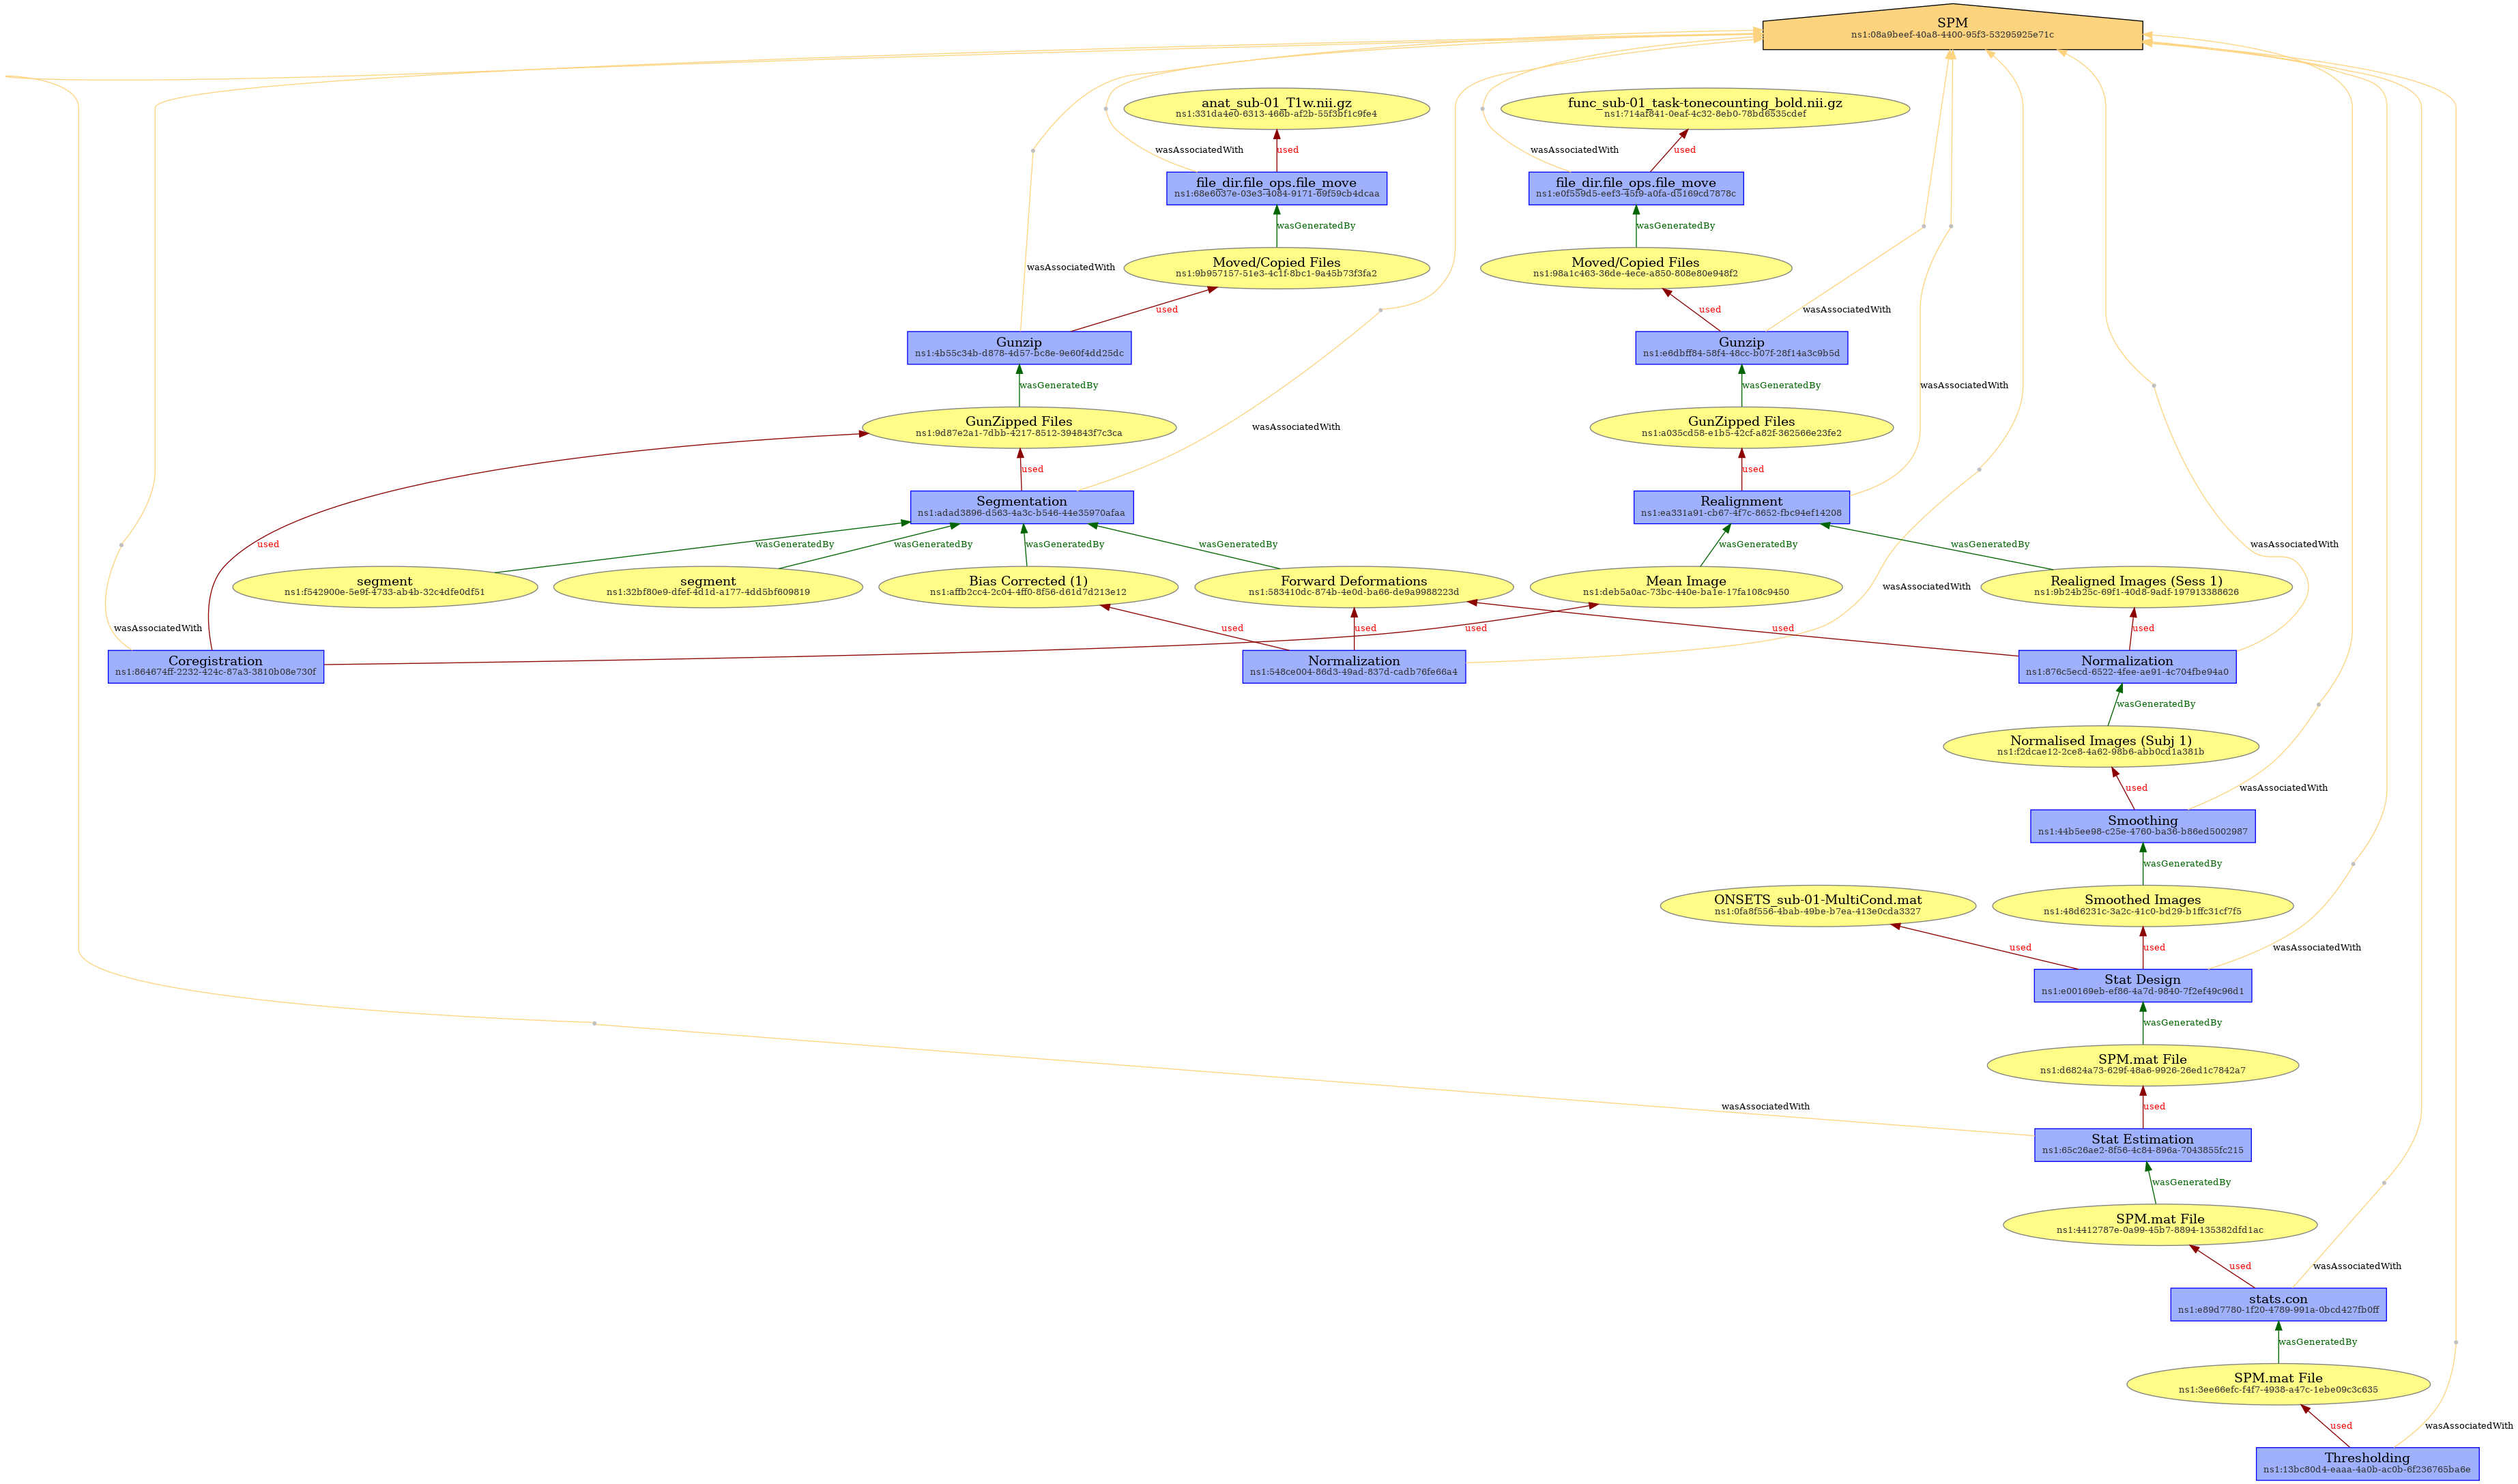 SPM
ns1:08a9beef-40a8-4400-95f3-53295925e71c
anat_sub-01_T1w.nii.gz
ns1:331da4e0-6313-466b-af2b-55f3bf1c9fe4
func_sub-01_task-tonecounting_bold.nii.gz
ns1:714af841-0eaf-4c32-8eb0-78bd6535cdef
wasAssociatedWith
used
wasAssociatedWith
used
file_dir.file_ops.file_move
ns1:68e6037e-03e3-4084-9171-69f59cb4dcaa
file_dir.file_ops.file_move
ns1:e0f559d5-eef3-45f9-a0fa-d5169cd7878c
wasGeneratedBy
wasGeneratedBy
wasAssociatedWith
Moved/Copied Files
ns1:9b957157-51e3-4c1f-8bc1-9a45b73f3fa2
Moved/Copied Files
ns1:98a1c463-36de-4ece-a850-808e80e948f2
used
used
wasAssociatedWith
Gunzip
ns1:4b55c34b-d878-4d57-bc8e-9e60f4dd25dc
Gunzip
ns1:e6dbff84-58f4-48cc-b07f-28f14a3c9b5d
wasGeneratedBy
wasGeneratedBy
wasAssociatedWith
GunZipped Files
ns1:9d87e2a1-7dbb-4217-8512-394843f7c3ca
wasAssociatedWith
GunZipped Files
ns1:a035cd58-e1b5-42cf-a82f-362566e23fe2
used
used
Segmentation
ns1:adad3896-d563-4a3c-b546-44e35970afaa
Realignment
ns1:ea331a91-cb67-4f7c-8652-fbc94ef14208
used
wasGeneratedBy
wasGeneratedBy
wasGeneratedBy
wasGeneratedBy
wasGeneratedBy
wasGeneratedBy
wasAssociatedWith
segment
ns1:f542900e-5e9f-4733-ab4b-32c4dfe0df51
segment
ns1:32bf80e9-dfef-4d1d-a177-4dd5bf609819
Bias Corrected (1)
ns1:affb2cc4-2c04-4ff0-8f56-d61d7d213e12
Forward Deformations
ns1:583410dc-874b-4e0d-ba66-de9a9988223d
Mean Image
ns1:deb5a0ac-73bc-440e-ba1e-17fa108c9450
wasAssociatedWith
Realigned Images (Sess 1)
ns1:9b24b25c-69f1-40d8-9adf-197913388626
wasAssociatedWith
used
used
used
used
used
Coregistration
ns1:864674ff-2232-424c-87a3-3810b08e730f
Normalization
ns1:548ce004-86d3-49ad-837d-cadb76fe66a4
Normalization
ns1:876c5ecd-6522-4fee-ae91-4c704fbe94a0
wasGeneratedBy
Normalised Images (Subj 1)
ns1:f2dcae12-2ce8-4a62-98b6-abb0cd1a381b
used
wasAssociatedWith
Smoothing
ns1:44b5ee98-c25e-4760-ba36-b86ed5002987
wasGeneratedBy
ONSETS_sub-01-MultiCond.mat
ns1:0fa8f556-4bab-49be-b7ea-413e0cda3327
Smoothed Images
ns1:48d6231c-3a2c-41c0-bd29-b1ffc31cf7f5
used
used
wasAssociatedWith
Stat Design
ns1:e00169eb-ef86-4a7d-9840-7f2ef49c96d1
wasGeneratedBy
SPM.mat File
ns1:d6824a73-629f-48a6-9926-26ed1c7842a7
wasAssociatedWith
used
Stat Estimation
ns1:65c26ae2-8f56-4c84-896a-7043855fc215
wasGeneratedBy
SPM.mat File
ns1:4412787e-0a99-45b7-8894-135382dfd1ac
used
wasAssociatedWith
stats.con
ns1:e89d7780-1f20-4789-991a-0bcd427fb0ff
wasGeneratedBy
SPM.mat File
ns1:3ee66efc-f4f7-4938-a47c-1ebe09c3c635
used
wasAssociatedWith
Thresholding
ns1:13bc80d4-eaaa-4a0b-ac0b-6f236765ba6e